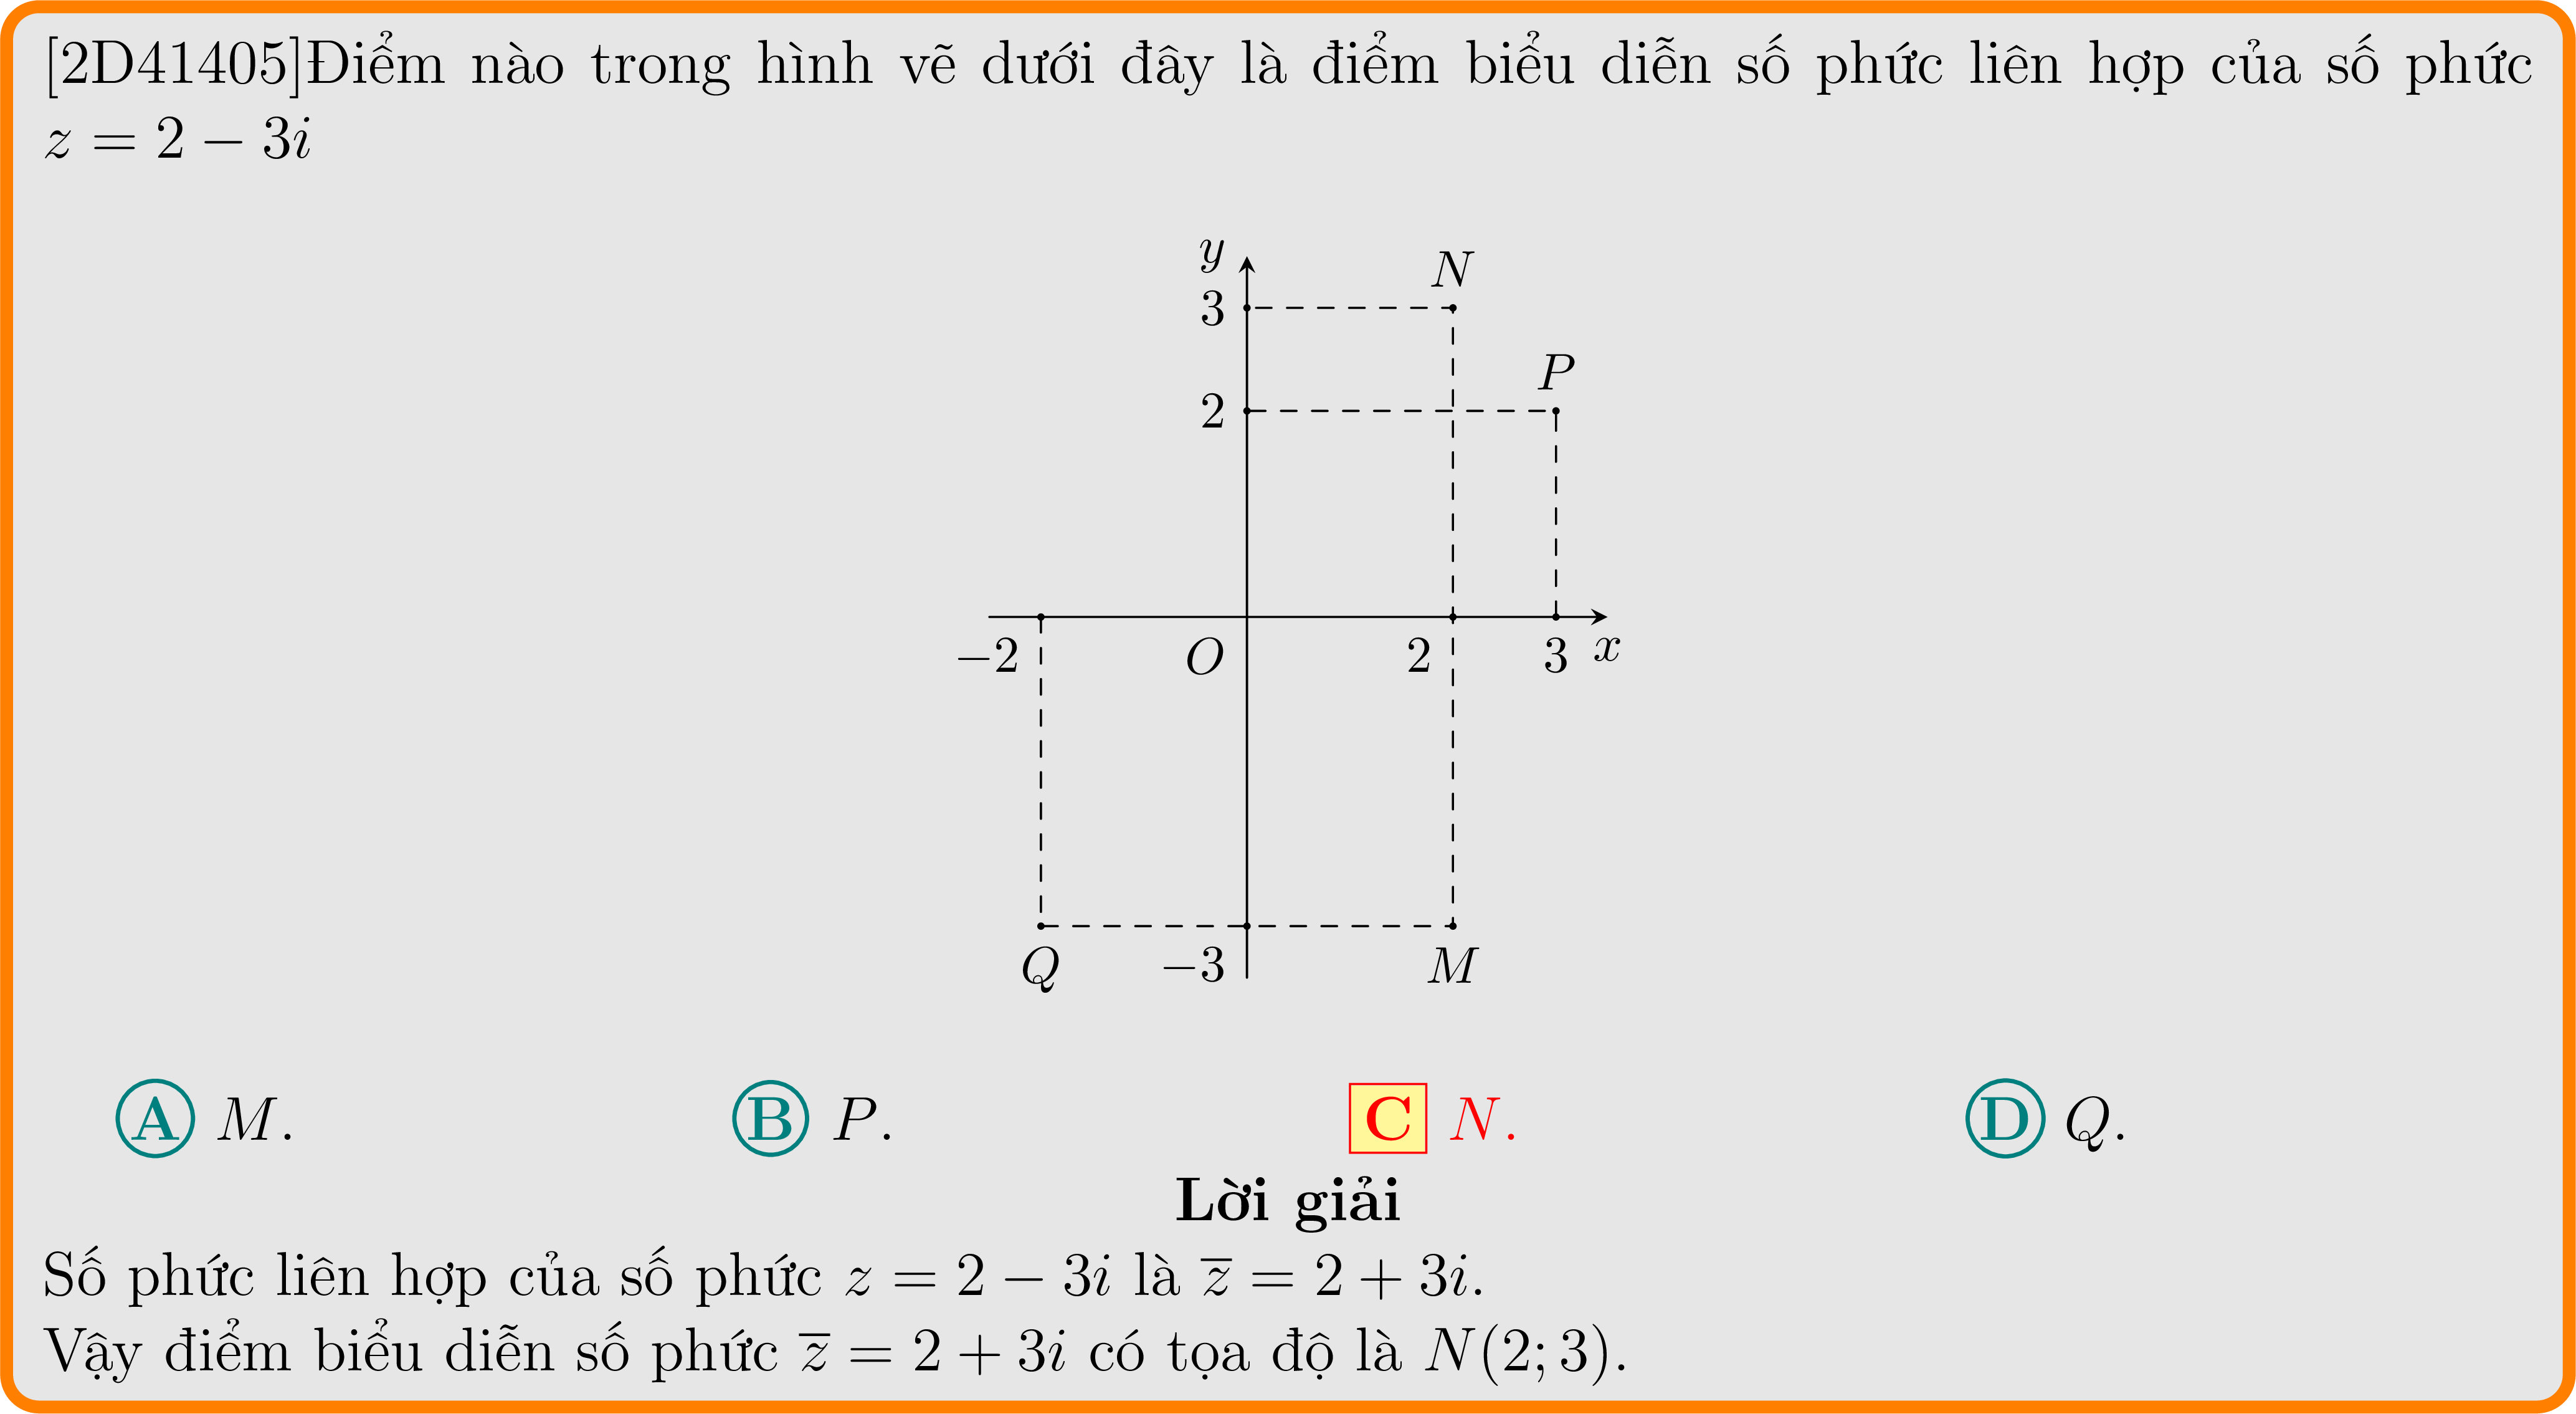 [2D41405]Điểm nào trong hình vẽ dưới đây là điểm biểu diễn số phức liên hợp của số phức
z = 2 − 3i
y
N
3
P
2
−2
O
2
3
x
Q
−3
M
A M. B P. C N. D Q.
Lời giải
Số phức liên hợp của số phức z = 2 − 3i là z̅ = 2 + 3i.
Vậy điểm biểu diễn số phức z̅ = 2 + 3i có tọa độ là N(2; 3).